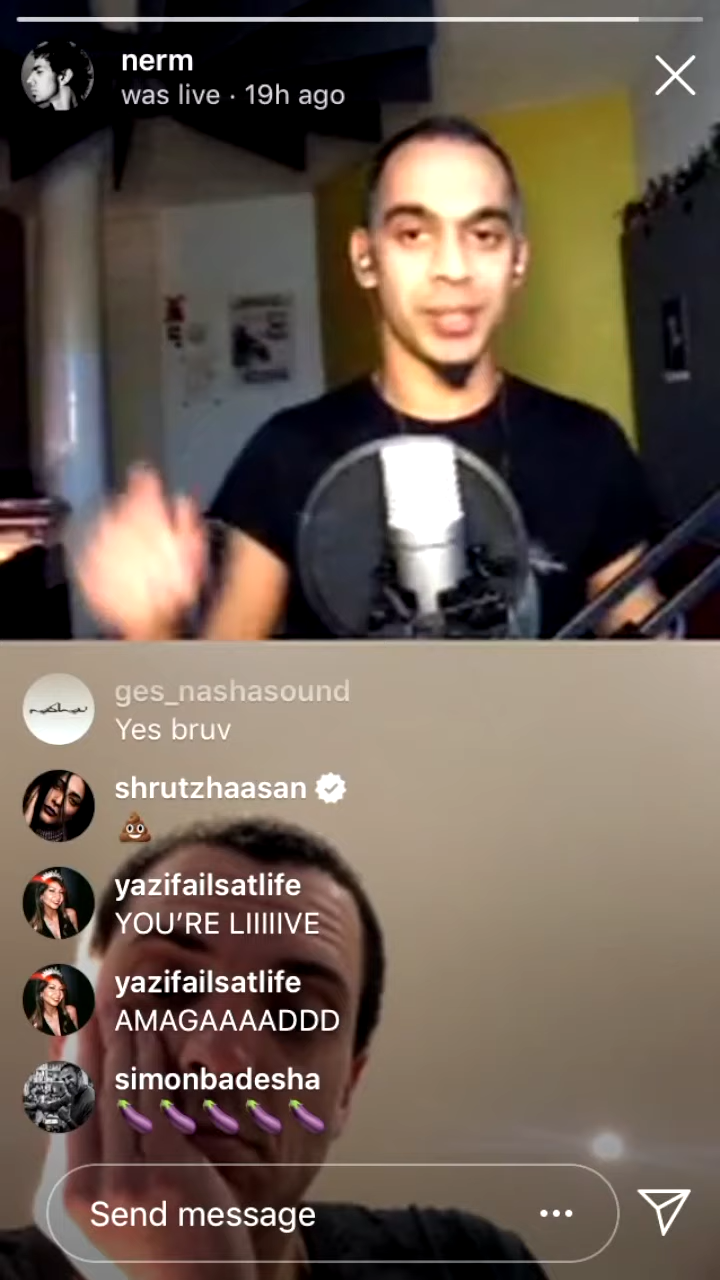 nerm
was live · 19h ago
ges_nashasound
Yes bruv
shrutzhaasan
💩
yazifailsatlife
YOU'RE LIIIIIVE
yazifailsatlife
AMAGAAAADDD
simonbadesha
🍆🍆🍆🍆🍆
Send message